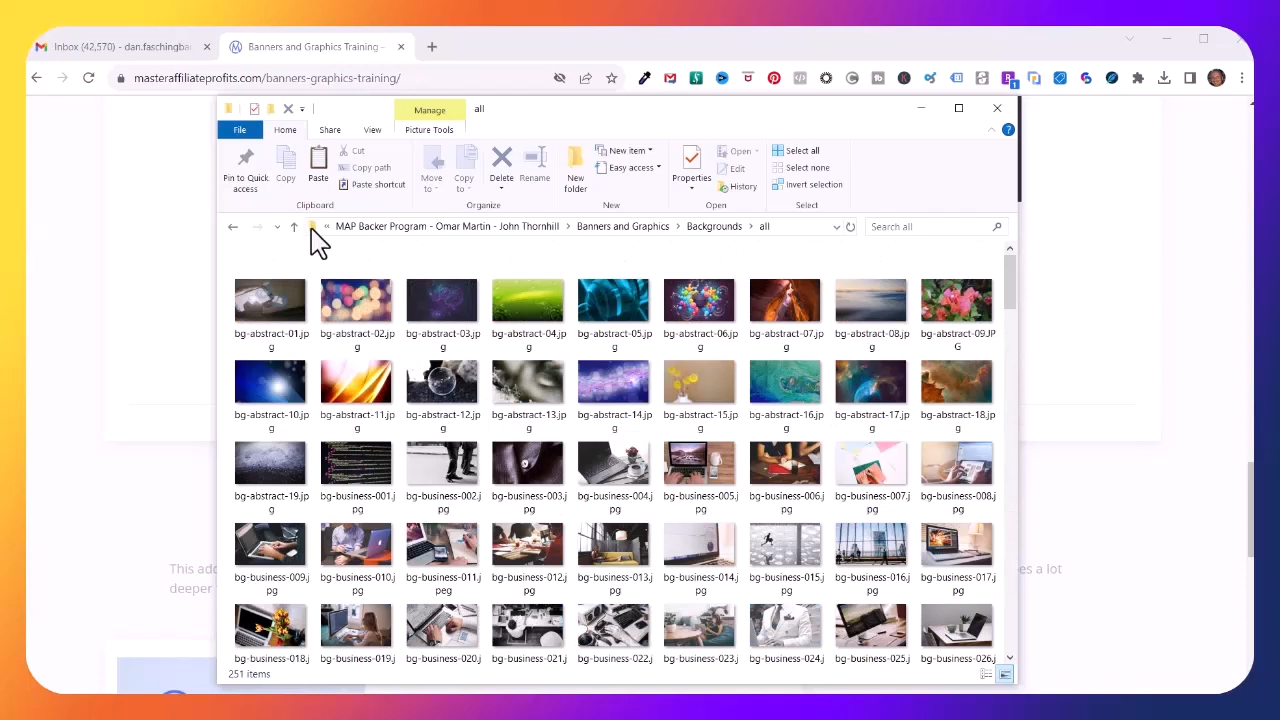 Inbox (42,570) - dan.faschingba
Banners and Graphics Training –
masteraffiliateprofits.com/banners-graphics-training/
1
Manage
all
File
Home
Share
View
Picture Tools
Pin to Quick access
Copy
Paste
Cut
Copy path
Paste shortcut
Move to
Copy to
Delete
Rename
New folder
New item
Easy access
Properties
Open
Edit
History
Select all
Select none
Invert selection
Clipboard
Organize
New
Open
Select
« MAP Backer Program - Omar Martin - John Thornhill > Banners and Graphics > Backgrounds > all
Search all
bg-abstract-01.jpg
bg-abstract-02.jpg
bg-abstract-03.jpg
bg-abstract-04.jpg
bg-abstract-05.jpg
bg-abstract-06.jpg
bg-abstract-07.jpg
bg-abstract-08.jpg
bg-abstract-09.JPG
bg-abstract-10.jpg
bg-abstract-11.jpg
bg-abstract-12.jpg
bg-abstract-13.jpg
bg-abstract-14.jpg
bg-abstract-15.jpg
bg-abstract-16.jpg
bg-abstract-17.jpg
bg-abstract-18.jpg
bg-abstract-19.jpg
bg-business-001.jpg
bg-business-002.jpg
bg-business-003.jpg
bg-business-004.jpg
bg-business-005.jpg
bg-business-006.jpg
bg-business-007.jpg
bg-business-008.jpg
bg-business-009.jpg
bg-business-010.jpg
bg-business-011.jpeg
bg-business-012.jpg
bg-business-013.jpg
bg-business-014.jpg
bg-business-015.jpg
bg-business-016.jpg
bg-business-017.jpg
bg-business018.j
bg-business-019.j
bg-business-020.j
bg-business-021.j
bg-business-022.j
bg-business-023.j
bg-business-024.j
bg-business-025.j
bg-business-026.j
251 items
This add
es a lot
deeper